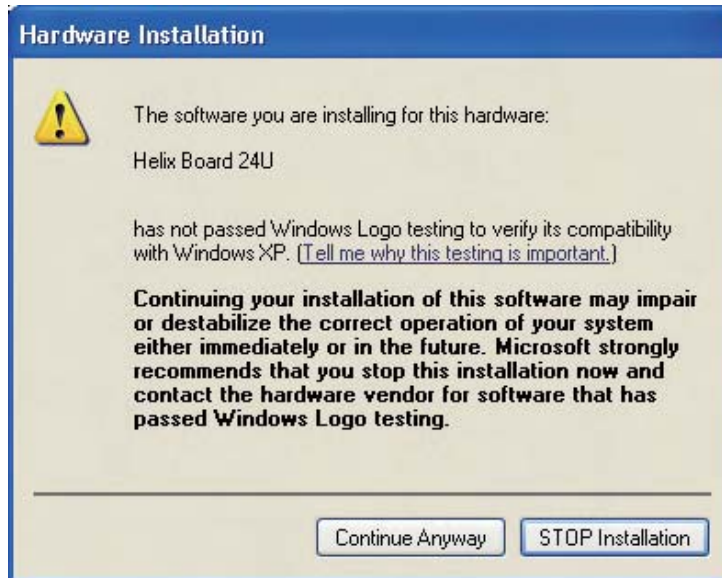 Hardware Installation
The software you are installing for this hardware:
Helix Board 24U
has not passed Windows Logo testing to verify its compatibility
with Windows XP. (Tell me why this testing is important.)
Continuing your installation of this software may impair
or destabilize the correct operation of your system
either immediately or in the future. Microsoft strongly
recommends that you stop this installation now and
contact the hardware vendor for software that has
passed Windows Logo testing.
Continue Anyway
STOP Installation